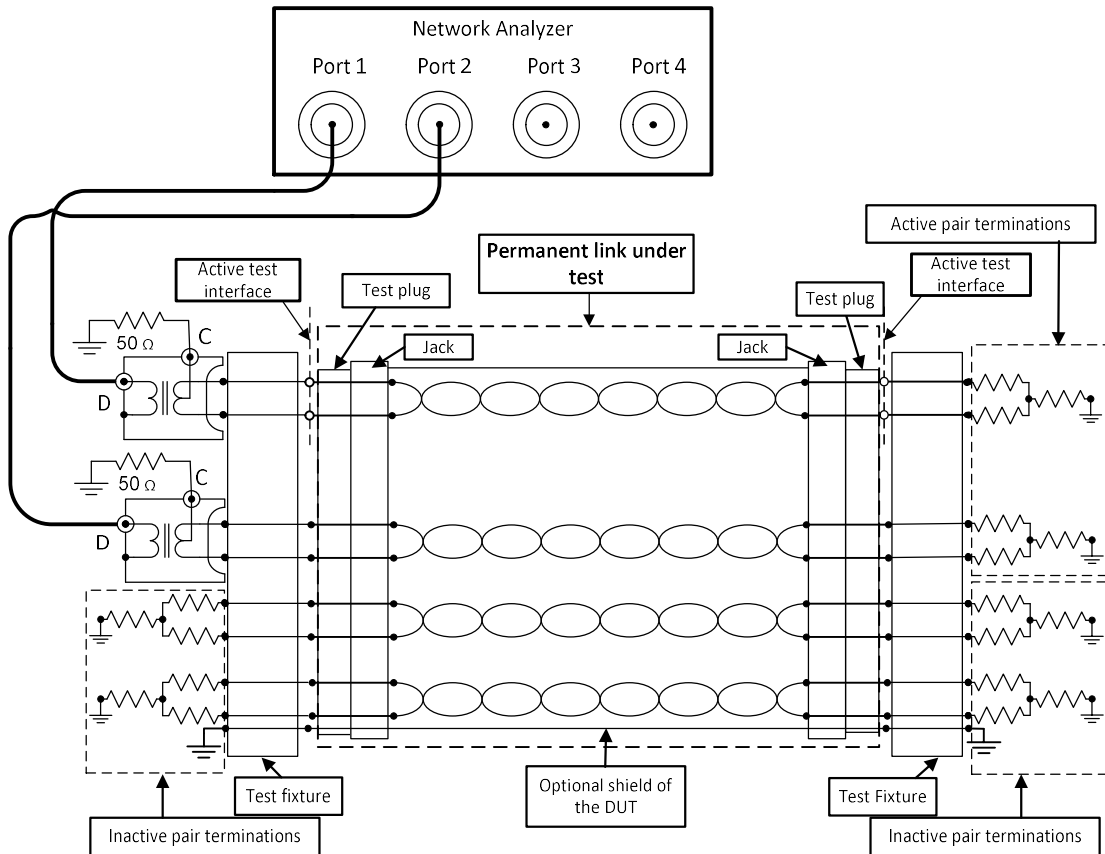 Network Analyzer
Port 1
Port 2
Port 3
Port 4
Active pair terminations
Permanent link under
test
Active test
interface
Active test
interface
Test plug
Test plug
Jack
Jack
50 Ω
C
D
50 Ω
C
D
Test fixture
Optional shield of
the DUT
Test Fixture
Inactive pair terminations
Inactive pair terminations